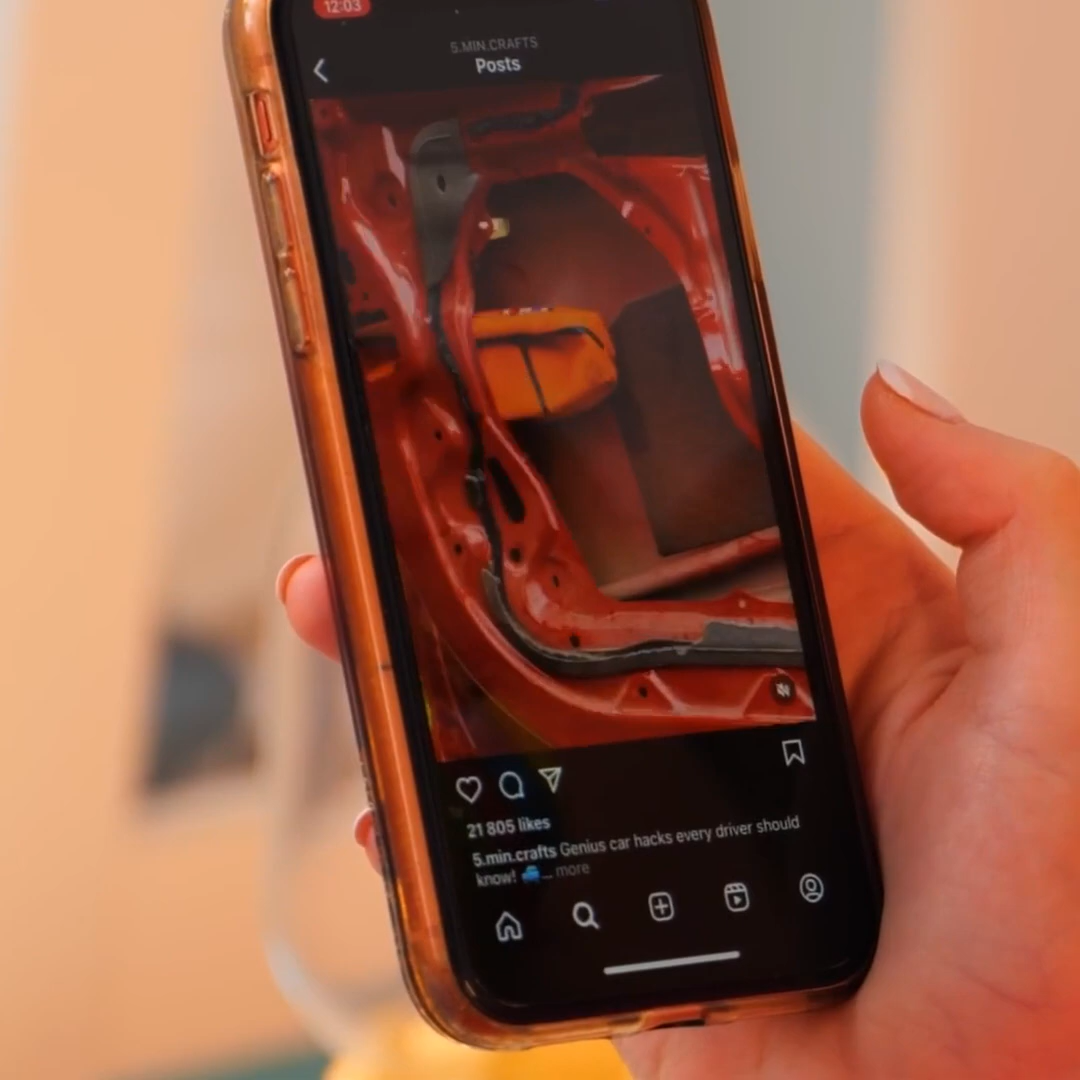 12:03
5.MIN.CRAFTS
Posts
21 805 likes
5.min.crafts Genius car hacks every driver should
know! 🚙... more